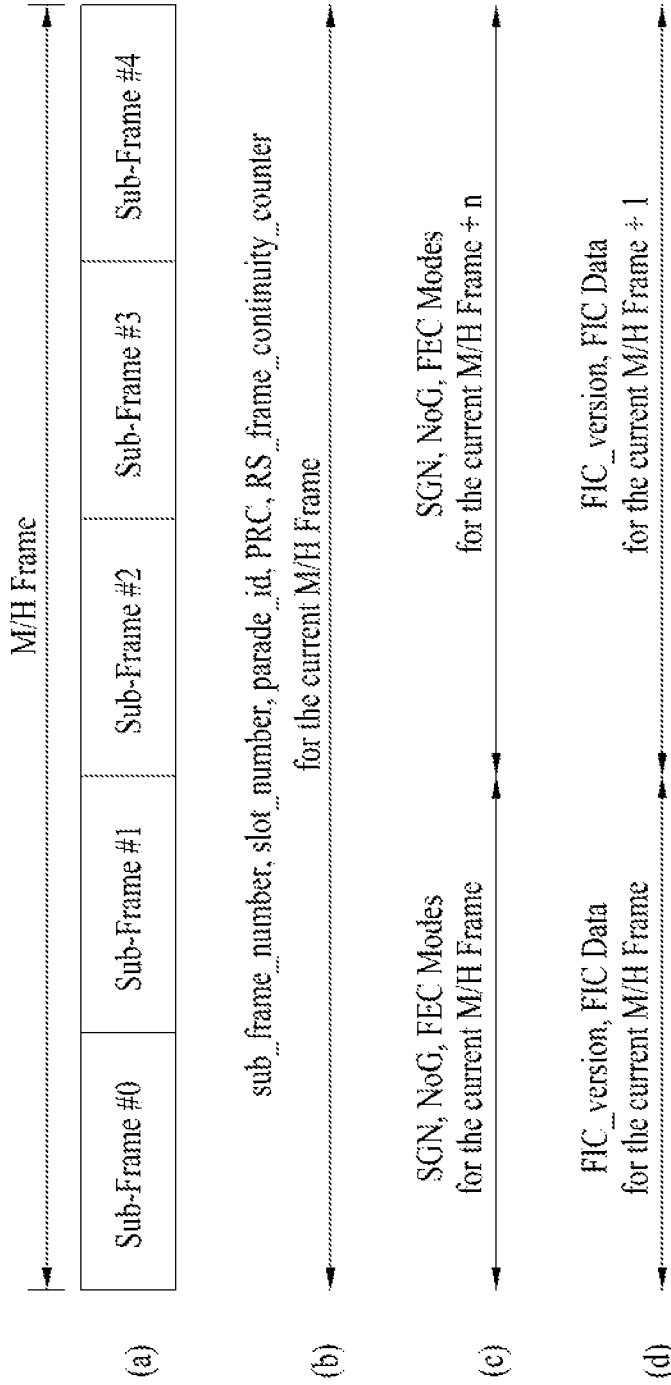 M/H Frame
(a) Sub-Frame #0 Sub-Frame #1 Sub-Frame #2 Sub-Frame #3 Sub-Frame #4
sub_frame_number, slot_number, parade_id, PRC, RS_frame_continuity_counter
for the current M/H Frame
(b)
SGN, NoG, FEC Modes
for the current M/H Frame
SGN, NoG, FEC Modes
for the current M/H Frame + n
(c)
FIC_version, FIC Data
for the current M/H Frame
FIC_version, FIC Data
for the current M/H Frame + 1
(d)